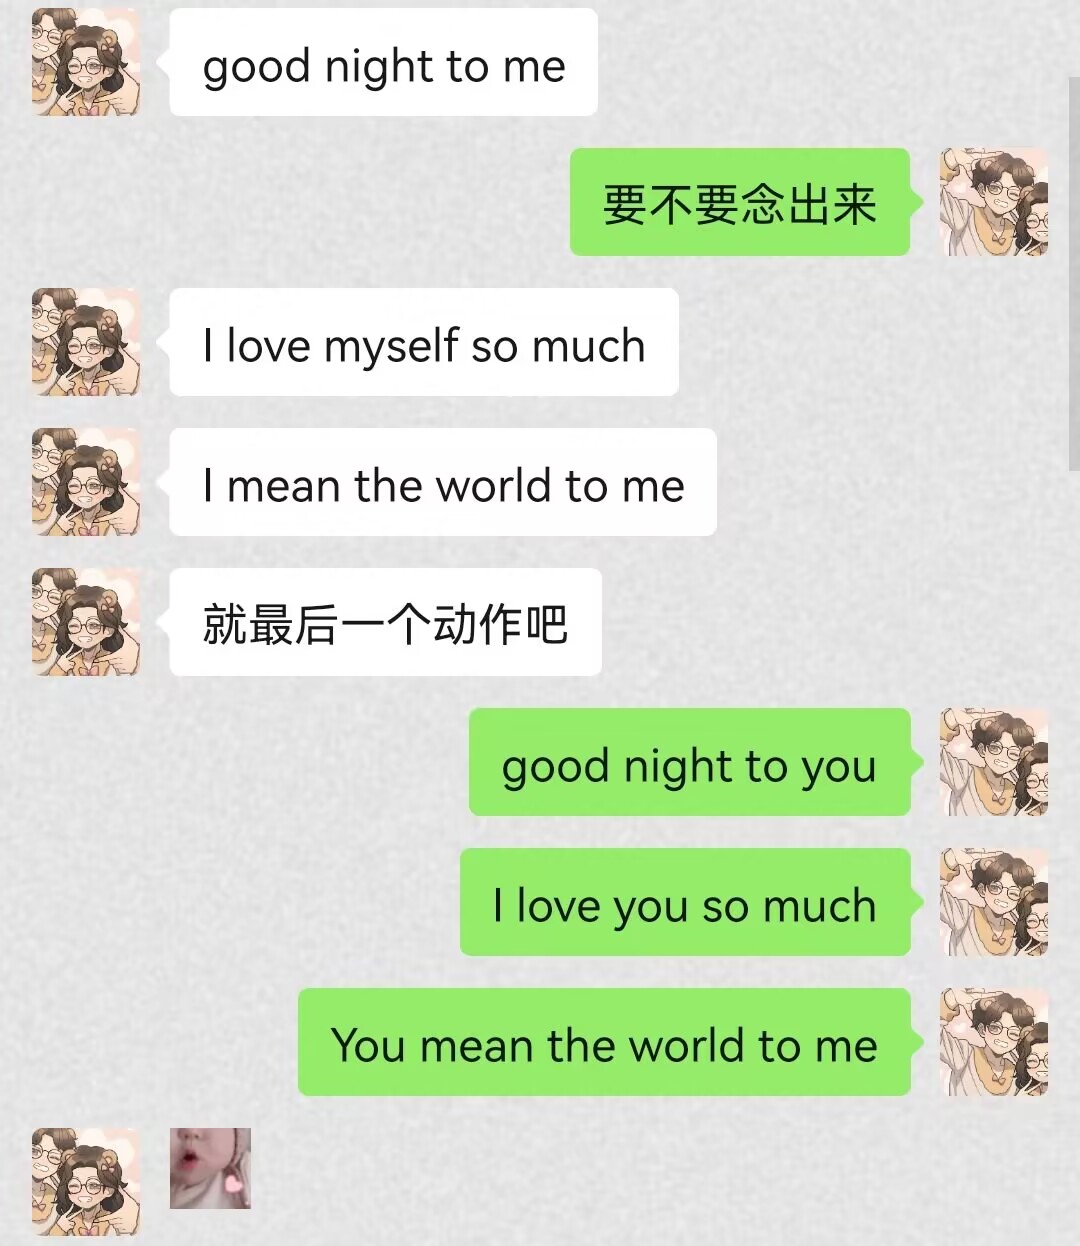 good night to me
要不要念出来
I love myself so much
I mean the world to me
就最后一个动作吧
good night to you
I love you so much
You mean the world to me